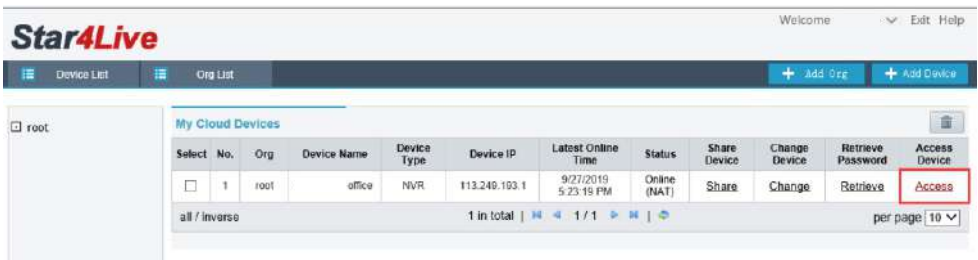 Welcome Exit Help
Star4Live
Device List Org List Add Org Add Device
root
My Cloud Devices
Select No. Org Device Name Device Type Device IP Latest Online Time Status Share Device Change Device Retrieve Password Access Device
1 root office NVR 113.249.193.1 9/27/2019 5:23:19 PM Online (NAT) Share Change Retrieve Access
all / inverse 1 in total | 1 / 1 | per page 10